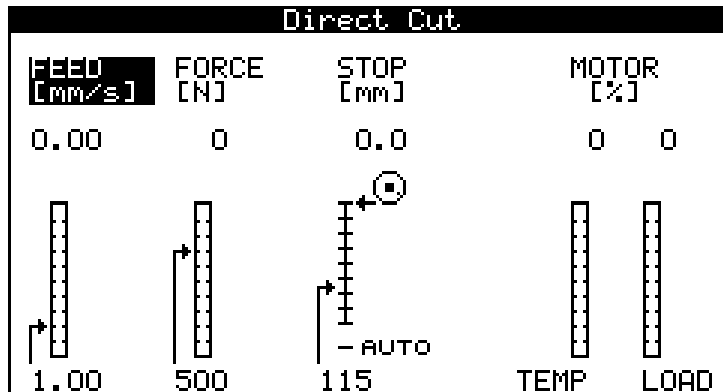 Direct Cut
FEED FORCE STOP MOTOR
[mm/s] [N] [mm] [%]
0.00 0 0.0 0 0
AUTO
1.00 500 115 TEMP LOAD